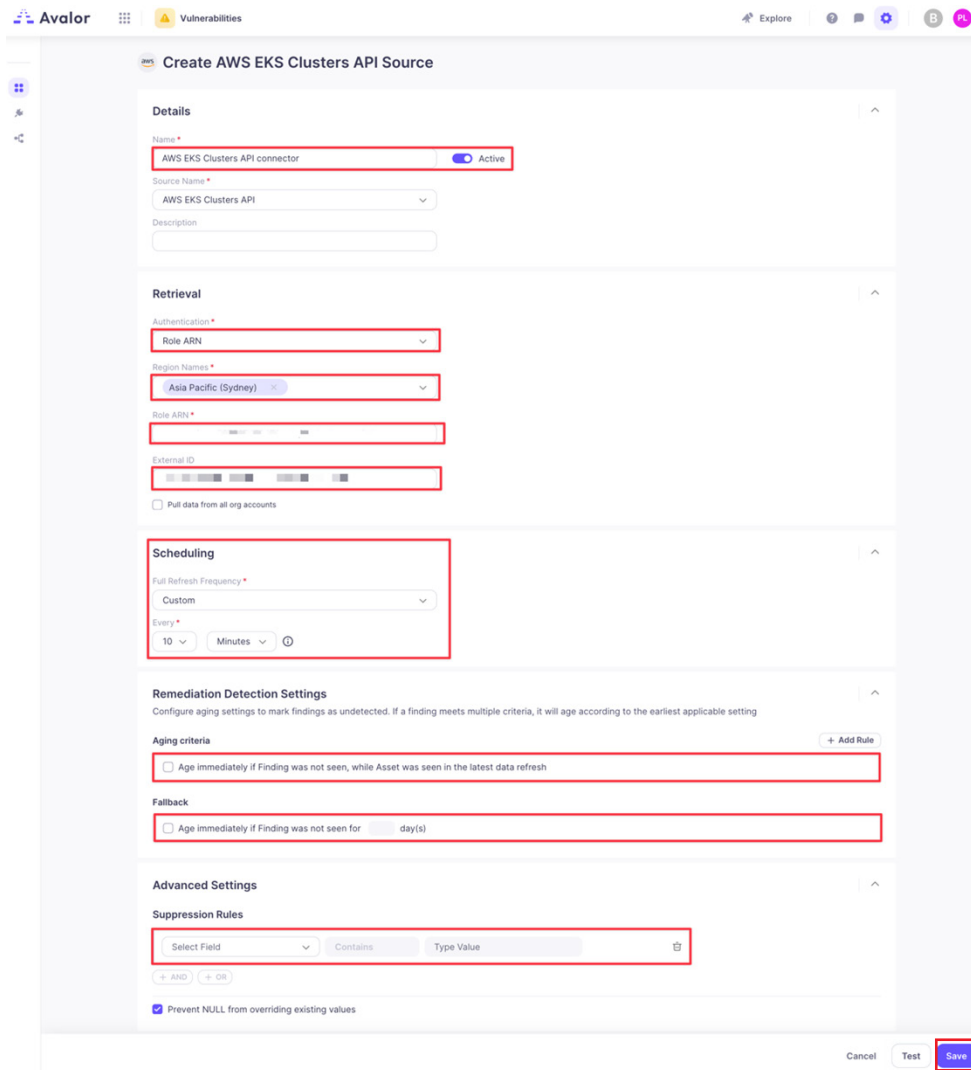 Avalor
Vulnerabilities
Explore
B
PL
aws Create AWS EKS Clusters API Source
Details
Name *
AWS EKS Clusters API connector
Active
Source Name *
AWS EKS Clusters API
Description
Retrieval
Authentication *
Role ARN
Region Names *
Asia Pacific (Sydney) ×
Role ARN *
External ID
Pull data from all org accounts
Scheduling
Full Refresh Frequency *
Custom
Every *
10 Minutes
Remediation Detection Settings
Configure aging settings to mark findings as undetected. If a finding meets multiple criteria, it will age according to the earliest applicable setting
Aging criteria
+ Add Rule
Age immediately if Finding was not seen, while Asset was seen in the latest data refresh
Fallback
Age immediately if Finding was not seen for day(s)
Advanced Settings
Suppression Rules
Select Field Contains Type Value
+ AND + OR
Prevent NULL from overriding existing values
Cancel Test Save